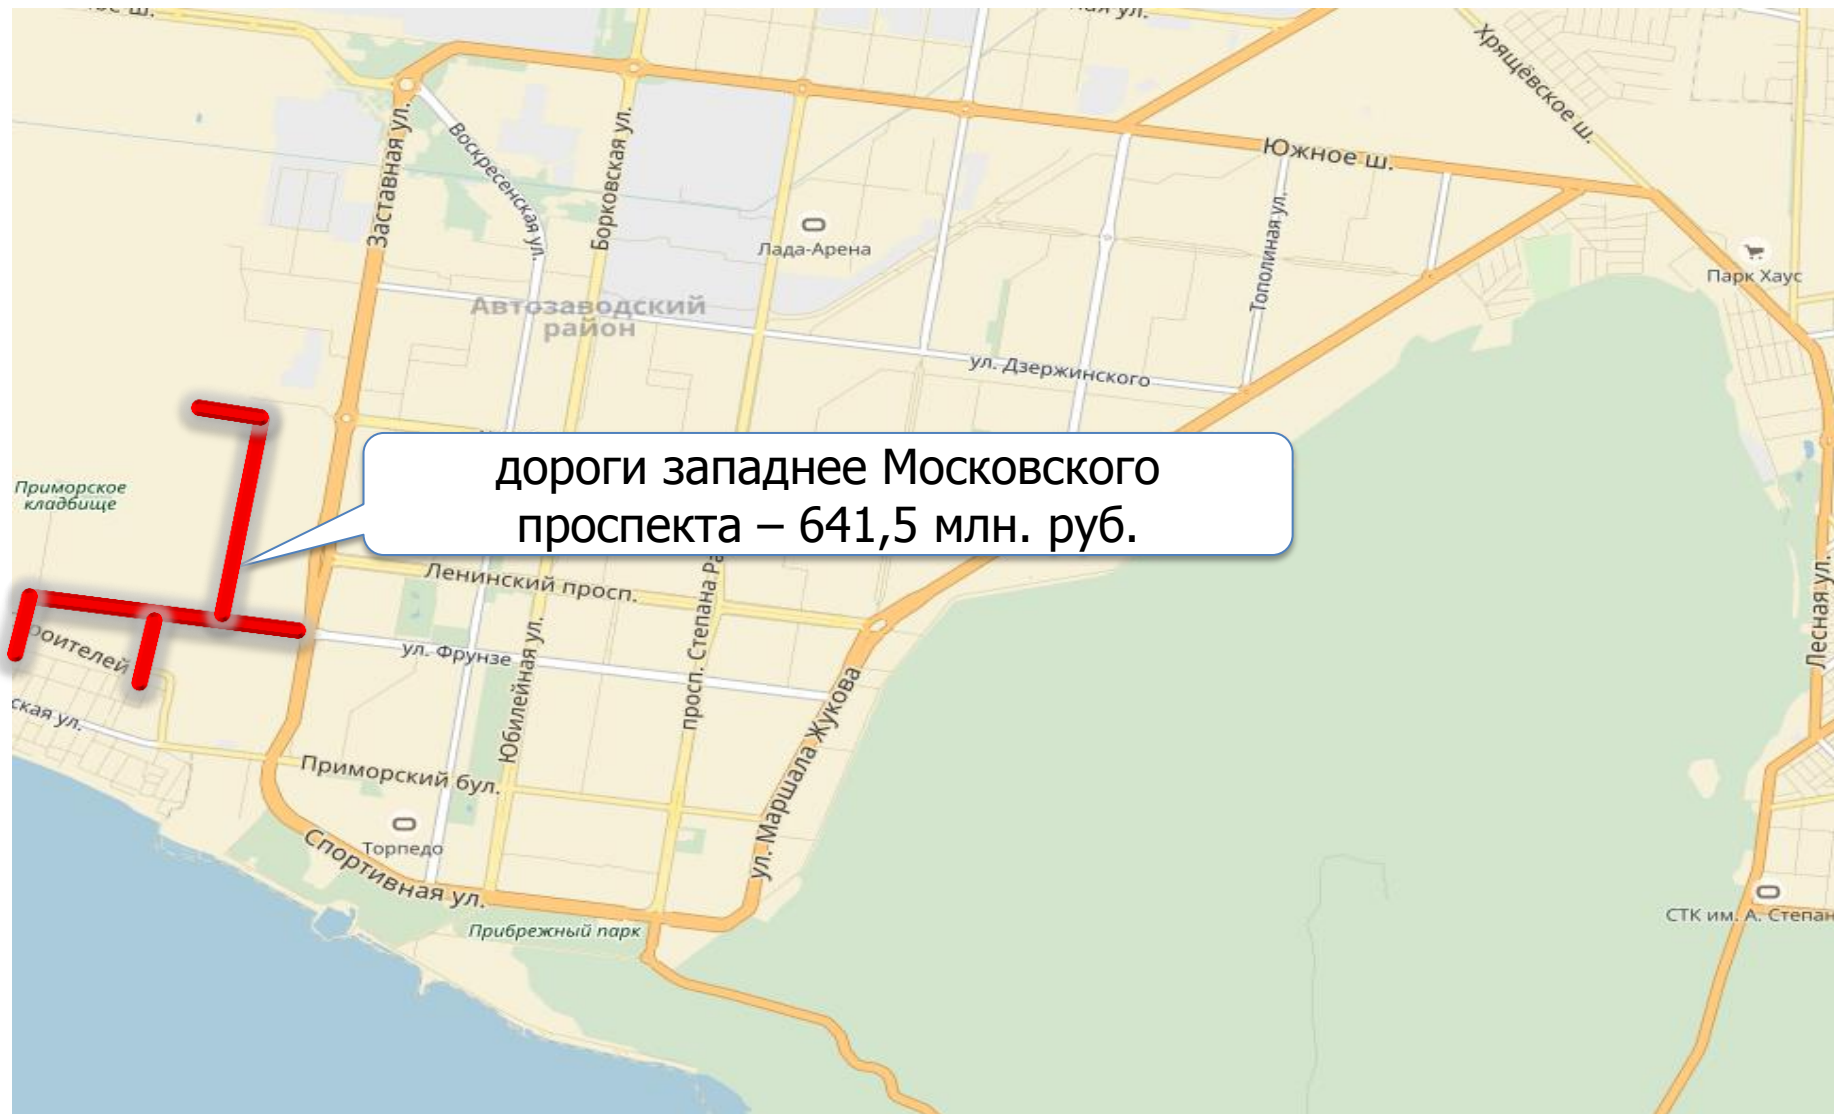 Хрящёвское ш.
Южное ш.
Заставная ул.
Воскресенская ул.
Борковская ул.
Лада-Арена
Тополиная ул.
Парк Хаус
Автозаводский
район
ул. Дзержинского
дороги западнее Московского
проспекта – 641,5 млн. руб.
Приморское
кладбище
Ленинский просп.
просп. Степана Ра
Лесная ул.
ул. Фрунзе
Юбилейная ул.
ул. Маршала Жукова
Приморский бул.
Торпедо
Спортивная ул.
Прибрежный парк
СТК им. А. Степан